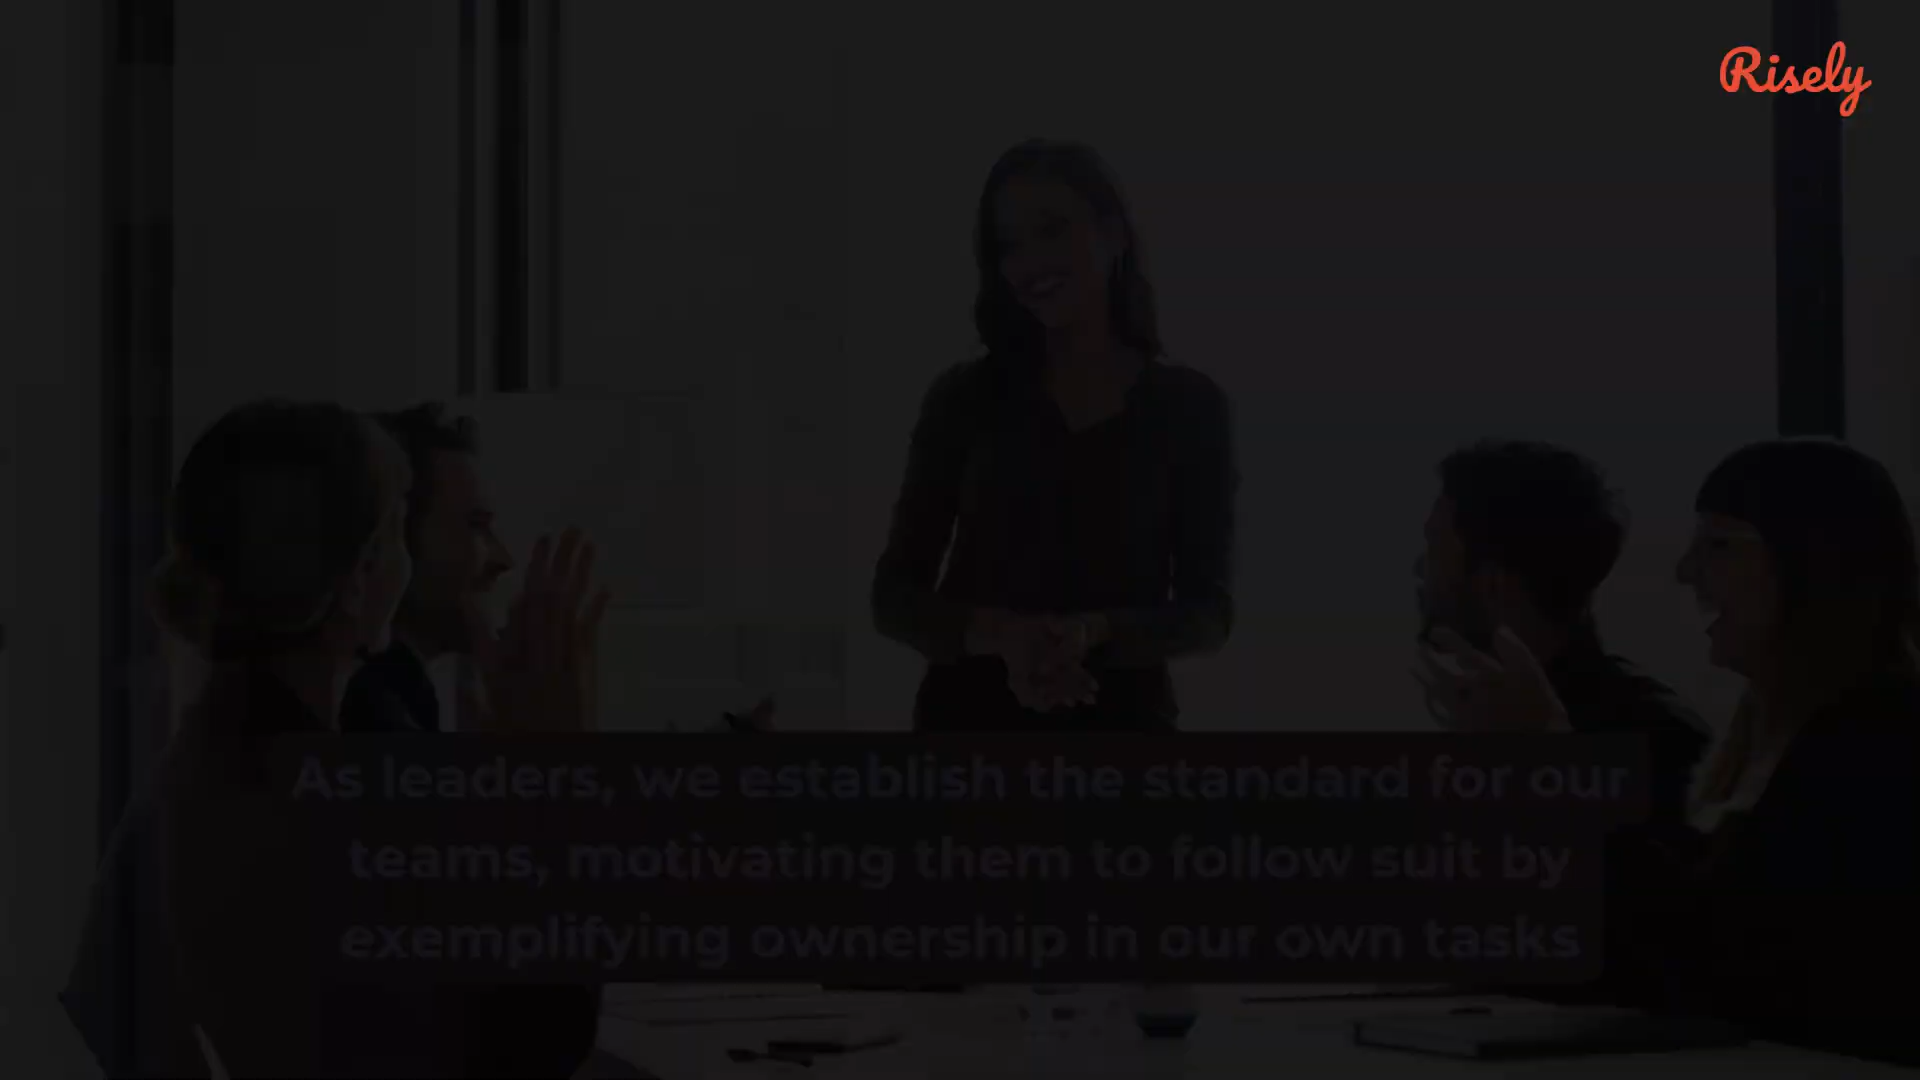 Risely
As leaders, we establish the standard for our
teams, motivating them to follow suit by
exemplifying ownership in our own tasks